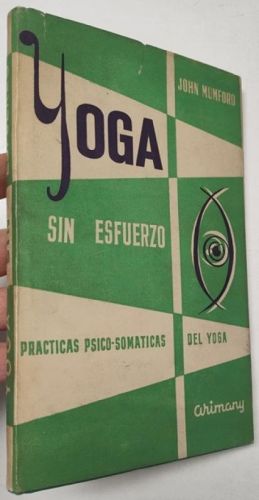 JOHN MUMFORD
YOGA
SIN ESFUERZO
PRACTICAS PSICO-SOMATICAS DEL YOGA
arimany